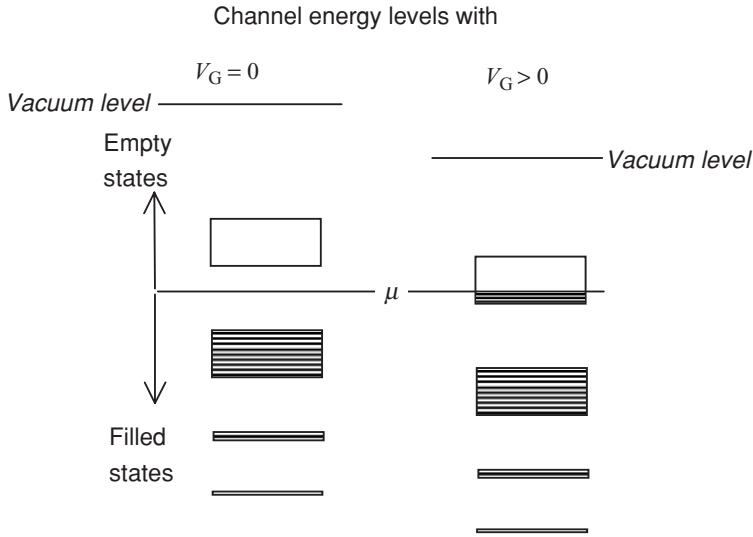 Channel energy levels with
V_G = 0
V_G > 0
Vacuum level
Empty
states
Vacuum level
μ
Filled
states